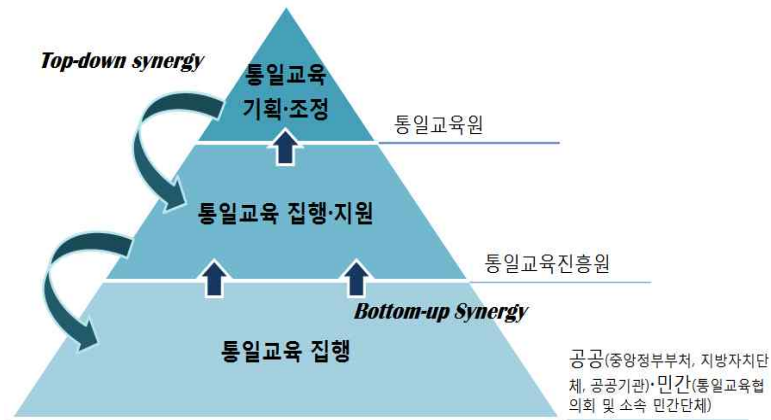 Top-down synergy
통일교육
기획·조정
통일교육원
통일교육 집행·지원
통일교육진흥원
Bottom-up Synergy
통일교육 집행
공공(중앙정부부처, 지방자치단
체, 공공기관)·민간(통일교육협
의회 및 소속 민간단체)